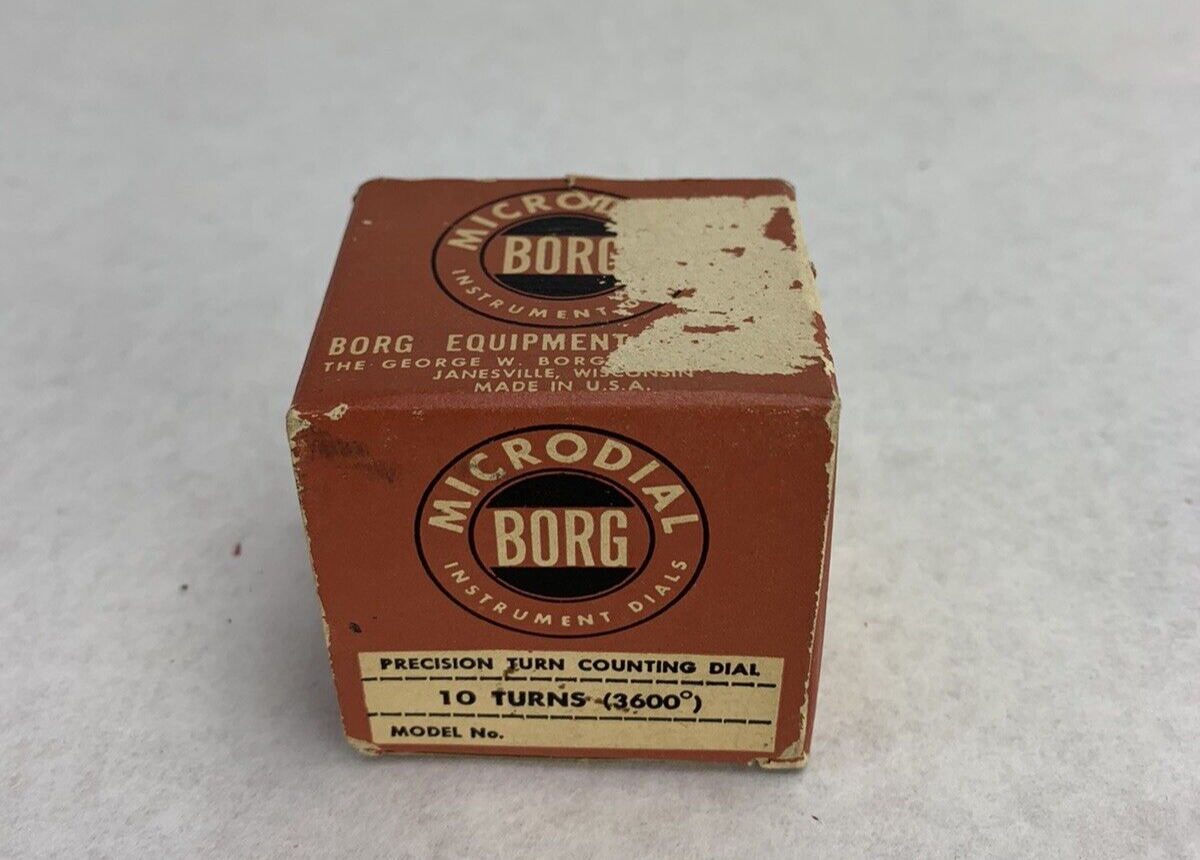 MICRO
BORG
INSTRUMENT
BORG EQUIPMENT
THE GEORGE W. BORG
JANESVILLE, WISCONSIN
MADE IN U.S.A.
MICRODIAL
BORG
INSTRUMENT DIALS
PRECISION TURN COUNTING DIAL
10 TURNS (3600°)
MODEL No.